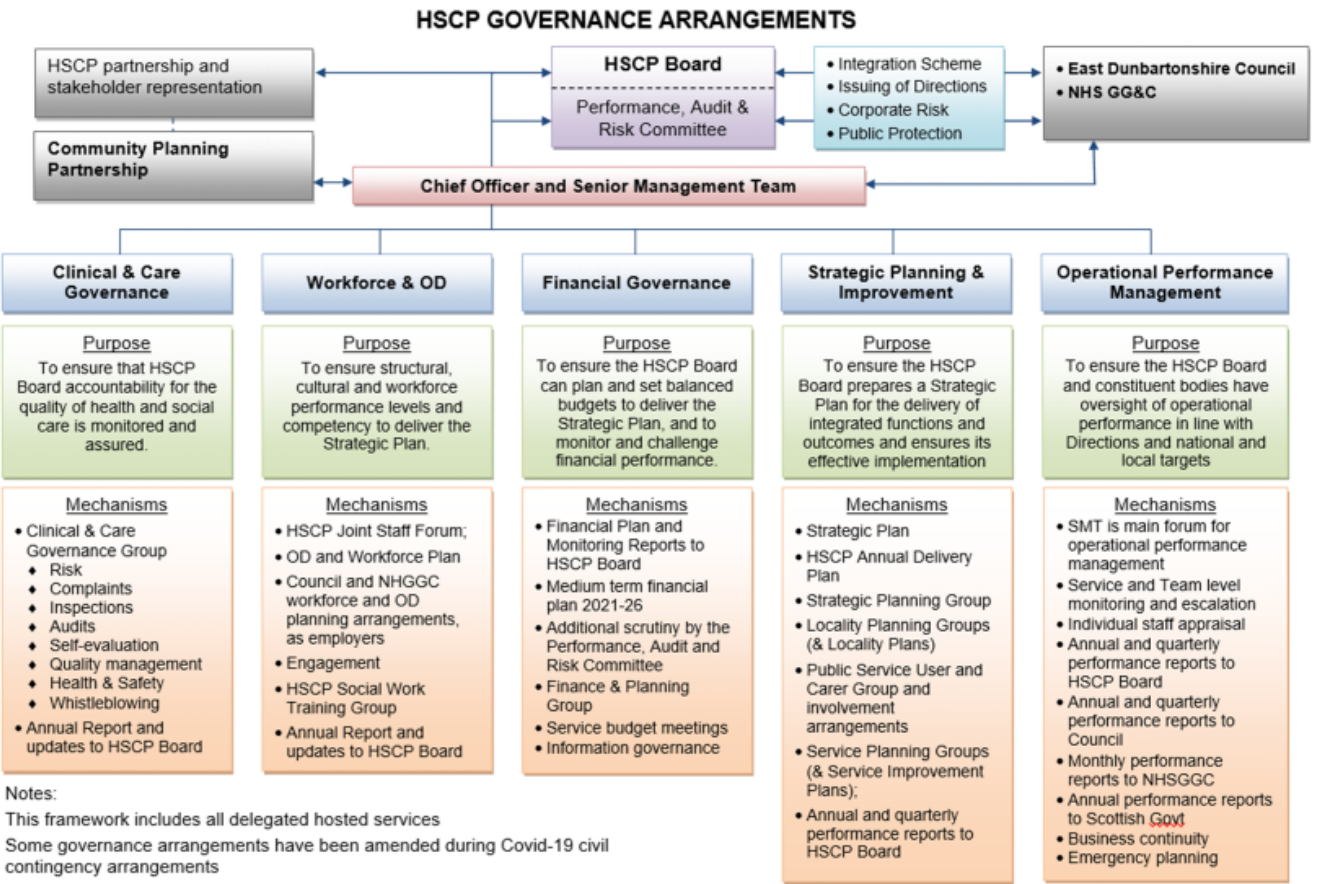 HSCP GOVERNANCE ARRANGEMENTS
HSCP partnership and
stakeholder representation
Community Planning
Partnership
HSCP Board
Performance, Audit &
Risk Committee
• Integration Scheme
• Issuing of Directions
• Corporate Risk
• Public Protection
• East Dunbartonshire Council
• NHS GG&C
Chief Officer and Senior Management Team
Clinical & Care
Governance
Purpose
To ensure that HSCP
Board accountability for the
quality of health and social
care is monitored and
assured.
Mechanisms
• Clinical & Care
Governance Group
♦ Risk
♦ Complaints
♦ Inspections
♦ Audits
♦ Self-evaluation
♦ Quality management
♦ Health & Safety
♦ Whistleblowing
• Annual Report and
updates to HSCP Board
Workforce & OD
Purpose
To ensure structural,
cultural and workforce
performance levels and
competency to deliver the
Strategic Plan.
Mechanisms
• HSCP Joint Staff Forum;
• OD and Workforce Plan
• Council and NHGGC
workforce and OD
planning arrangements,
as employers
• Engagement
• HSCP Social Work
Training Group
• Annual Report and
updates to HSCP Board
Financial Governance
Purpose
To ensure the HSCP Board
can plan and set balanced
budgets to deliver the
Strategic Plan, and to
monitor and challenge
financial performance.
Mechanisms
• Financial Plan and
Monitoring Reports to
HSCP Board
• Medium term financial
plan 2021-26
• Additional scrutiny by the
Performance, Audit and
Risk Committee
• Finance & Planning
Group
• Service budget meetings
• Information governance
Strategic Planning &
Improvement
Purpose
To ensure the HSCP
Board prepares a Strategic
Plan for the delivery of
integrated functions and
outcomes and ensures its
effective implementation
Mechanisms
• Strategic Plan
• HSCP Annual Delivery
Plan
• Strategic Planning Group
• Locality Planning Groups
(& Locality Plans)
• Public Service User and
Carer Group and
involvement
arrangements
• Service Planning Groups
(& Service Improvement
Plans);
• Annual and quarterly
performance reports to
HSCP Board
Operational Performance
Management
Purpose
To ensure the HSCP Board
and constituent bodies have
oversight of operational
performance in line with
Directions and national and
local targets
Mechanisms
• SMT is main forum for
operational performance
management
• Service and Team level
monitoring and escalation
• Individual staff appraisal
• Annual and quarterly
performance reports to
HSCP Board
• Annual and quarterly
performance reports to
Council
• Monthly performance
reports to NHSGGC
• Annual performance reports
to Scottish Govt
• Business continuity
• Emergency planning
Notes:
This framework includes all delegated hosted services
Some governance arrangements have been amended during Covid-19 civil
contingency arrangements